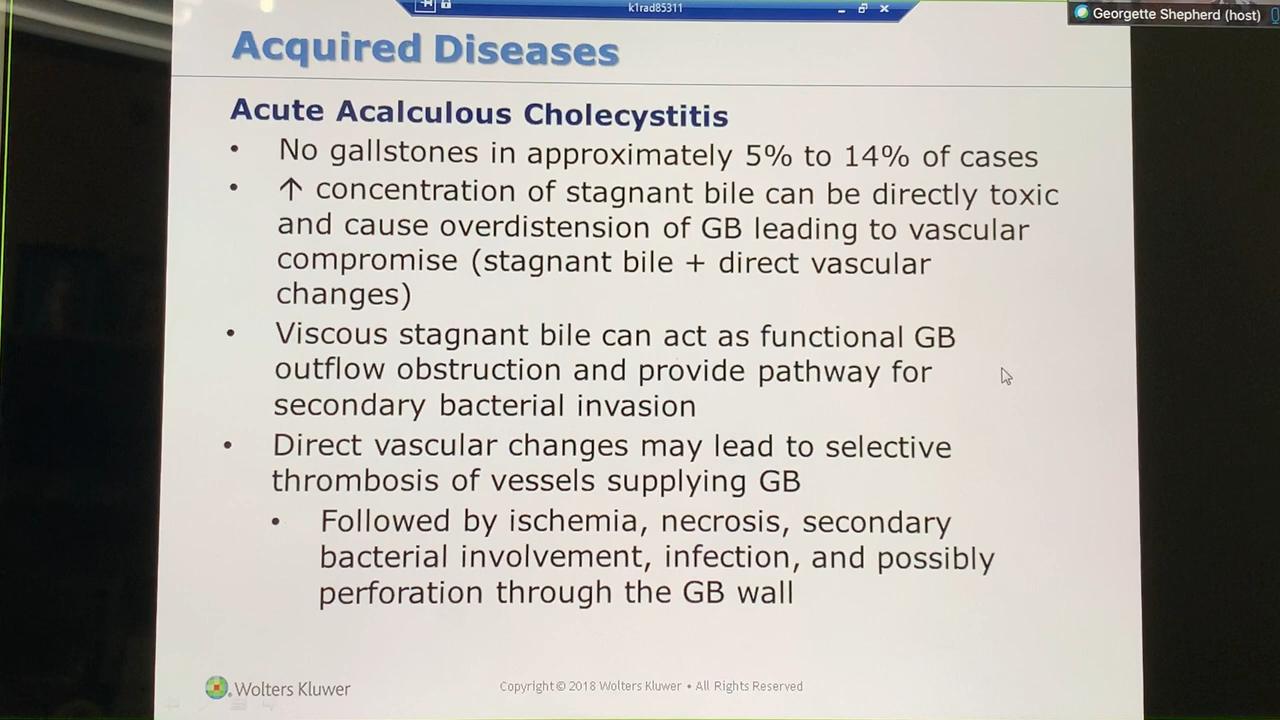 k1rad85311
Georgette Shepherd (host)
Acquired Diseases
Acute Acalculous Cholecystitis
• No gallstones in approximately 5% to 14% of cases
• ↑ concentration of stagnant bile can be directly toxic
and cause overdistension of GB leading to vascular
compromise (stagnant bile + direct vascular
changes)
• Viscous stagnant bile can act as functional GB
outflow obstruction and provide pathway for
secondary bacterial invasion
• Direct vascular changes may lead to selective
thrombosis of vessels supplying GB
• Followed by ischemia, necrosis, secondary
bacterial involvement, infection, and possibly
perforation through the GB wall
Wolters Kluwer
Copyright © 2018 Wolters Kluwer • All Rights Reserved